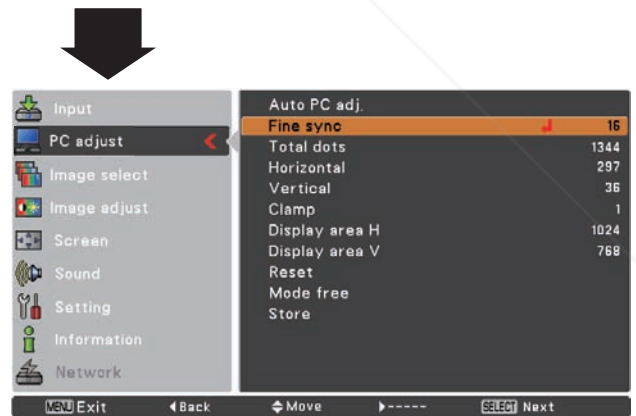 Input
PC adjust
Image select
Image adjust
Screen
Sound
Setting
Information
Network
Auto PC adj.
Fine sync 16
Total dots 1344
Horizontal 297
Vertical 36
Clamp 1
Display area H 1024
Display area V 768
Reset
Mode free
Store
MENU Exit Back Move ----- SELECT Next